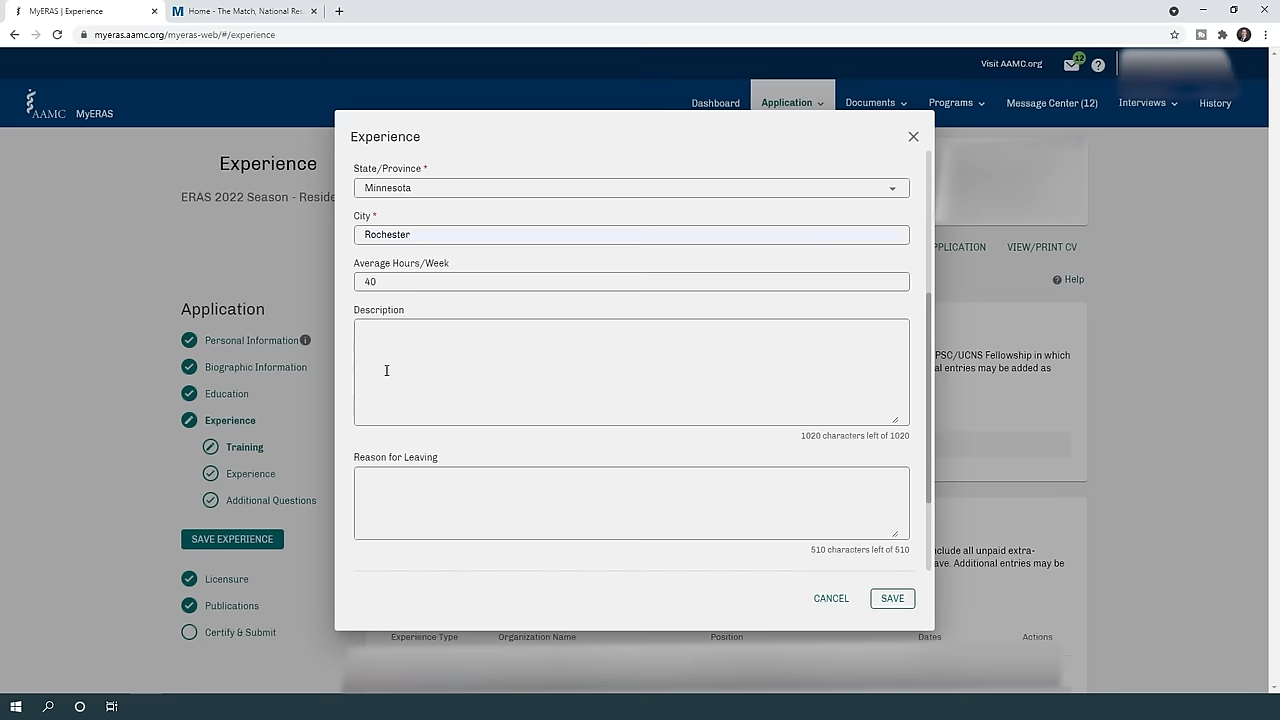 MyERAS | Experience
M Home - The Match, National Res
myeras.aamc.org/myeras-web/#/experience
Visit AAMC.org
12
AAMC MyERAS
Dashboard Application Documents Programs Message Center (12) Interviews History
Experience
ERAS 2022 Season - Reside
PPLICATION VIEW/PRINT CV
Help
Application
Personal Information
Biographic Information
Education
Experience
Training
Experience
Additional Questions
SAVE EXPERIENCE
Licensure
Publications
Certify & Submit
Experience
State/Province *
Minnesota
City *
Rochester
Average Hours/Week
40
Description
1020 characters left of 1020
Reason for Leaving
510 characters left of 510
CANCEL SAVE
PSC/UCNS Fellowship in which
al entries may be added as
nclude all unpaid extra-
ave. Additional entries may be
Experience Type Organization Name Position Dates Actions